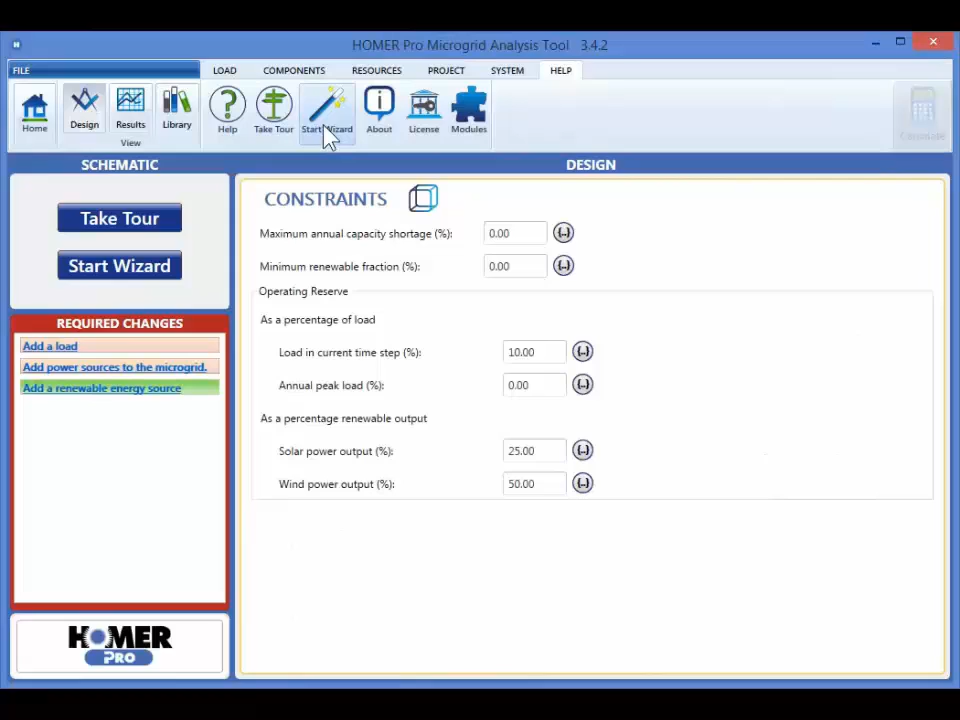 HOMER Pro Microgrid Analysis Tool 3.4.2
FILE LOAD COMPONENTS RESOURCES PROJECT SYSTEM HELP
Home Design Results Library Help Take Tour Start Wizard About License Modules Calculate
View
SCHEMATIC DESIGN
Take Tour
Start Wizard
REQUIRED CHANGES
Add a load
Add power sources to the microgrid.
Add a renewable energy source
HOMER
PRO
CONSTRAINTS
Maximum annual capacity shortage (%): 0.00 {..}
Minimum renewable fraction (%): 0.00 {..}
Operating Reserve
As a percentage of load
Load in current time step (%): 10.00 {..}
Annual peak load (%): 0.00 {..}
As a percentage renewable output
Solar power output (%): 25.00 {..}
Wind power output (%): 50.00 {..}